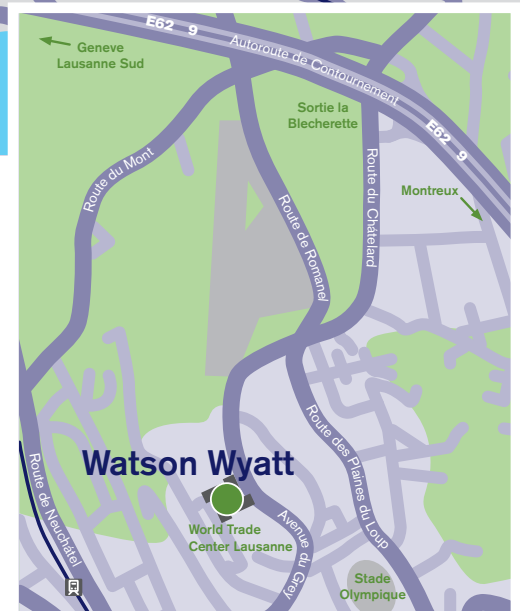 E62 9
Geneve
Lausanne Sud
Autoroute de Contournement
Sortie la
Blecherette
E62 9
Route du Mont
Route du Châtelard
Montreux
Route de Romanel
Watson Wyatt
Route des Plaines du Loup
Route de Neuchâtel
World Trade
Center Lausanne
Avenue du Grey
Stade
Olympique